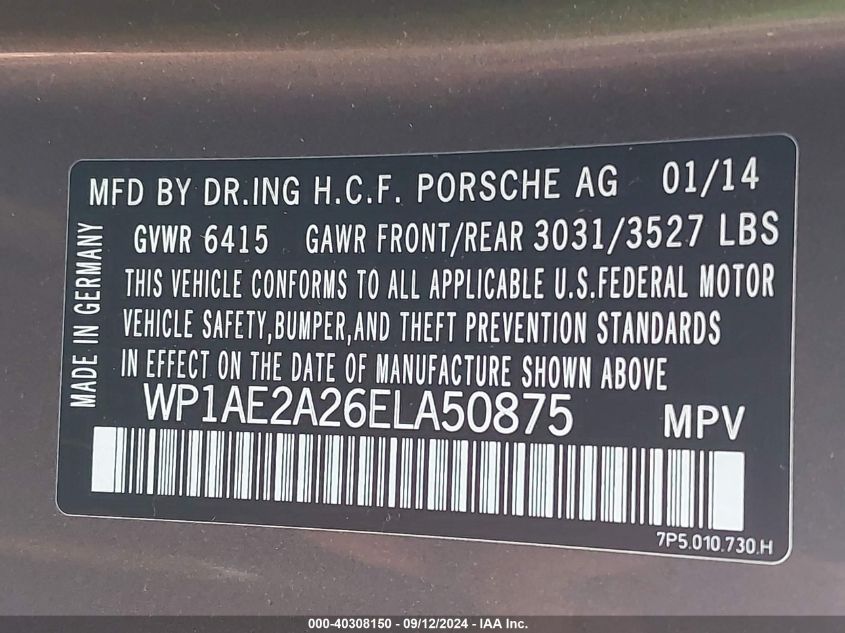 MFD BY DR.ING H.C.F. PORSCHE AG 01/14
GVWR 6415 GAWR FRONT/REAR 3031/3527 LBS
THIS VEHICLE CONFORMS TO ALL APPLICABLE U.S.FEDERAL MOTOR
VEHICLE SAFETY,BUMPER,AND THEFT PREVENTION STANDARDS
IN EFFECT ON THE DATE OF MANUFACTURE SHOWN ABOVE
MADE IN GERMANY
WP1AE2A26ELA50875 MPV
7P5.010.730.H
000-40308150 - 09/12/2024 - IAA Inc.